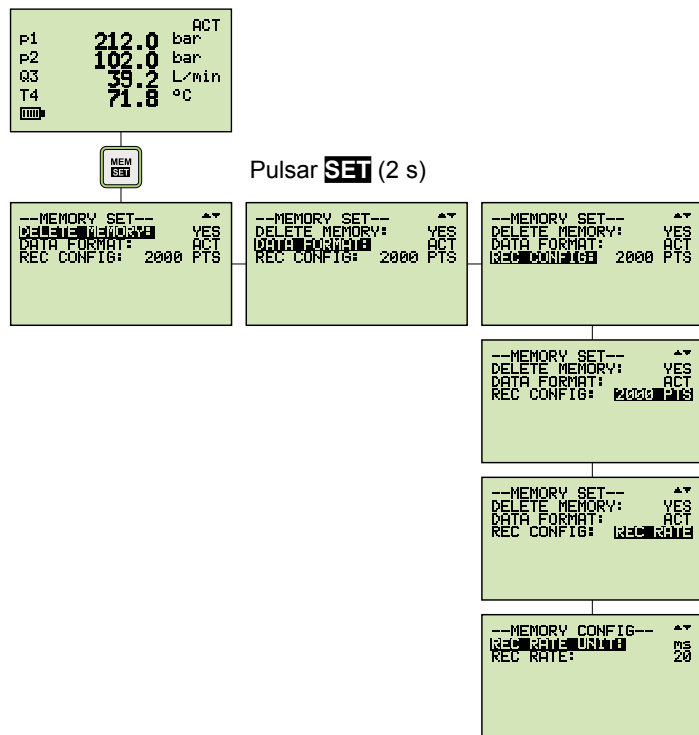 ACT
p1 212.0 bar
p2 102.0 bar
Q3 39.2 L/min
T4 71.8 °C
MEM
SET
Pulsar SET (2 s)
--MEMORY SET--
DELETE MEMORY: YES
DATA FORMAT: ACT
REC CONFIG: 2000 PTS
--MEMORY SET--
DELETE MEMORY: YES
DATA FORMAT: ACT
REC CONFIG: 2000 PTS
--MEMORY SET--
DELETE MEMORY: YES
DATA FORMAT: ACT
REC CONFIG: 2000 PTS
--MEMORY SET--
DELETE MEMORY: YES
DATA FORMAT: ACT
REC CONFIG: 2000 PTS
--MEMORY SET--
DELETE MEMORY: YES
DATA FORMAT: ACT
REC CONFIG: REC RATE
--MEMORY CONFIG--
REC RATE UNIT: ms
REC RATE: 20